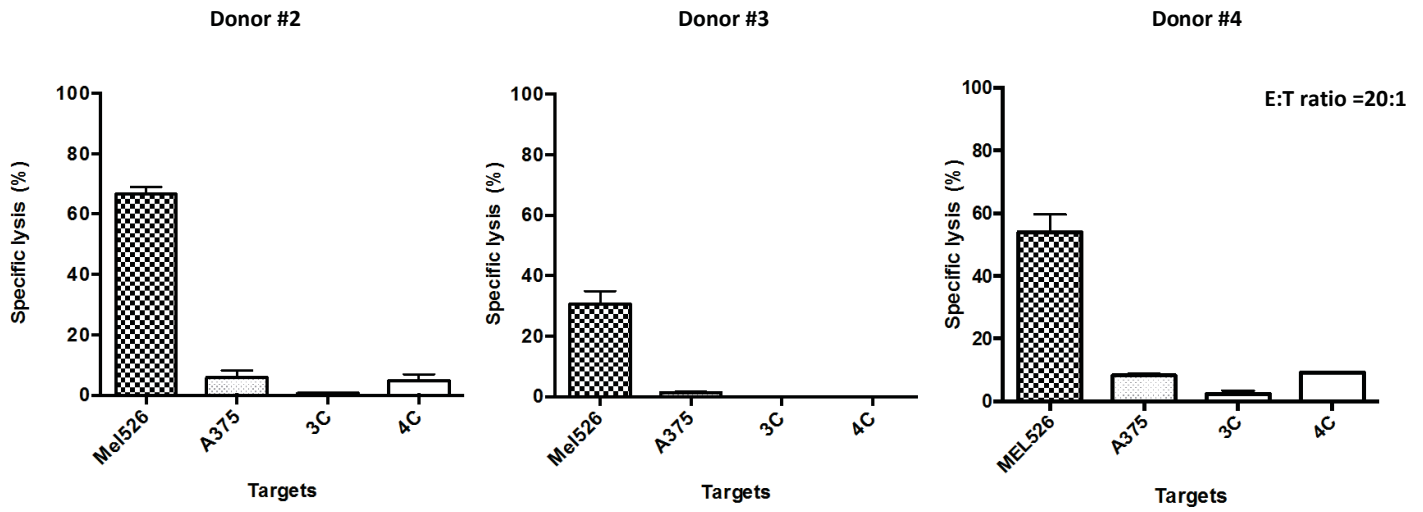 Donor #2
Donor #3
Donor #4
E:T ratio =20:1
Specific lysis (%)
100
80
60
40
20
0
Mel526
A375
3C
4C
Targets
Specific lysis (%)
100
80
60
40
20
0
Mel526
A375
3C
4C
Targets
Specific lysis (%)
100
80
60
40
20
0
MEL526
A375
3C
4C
Targets